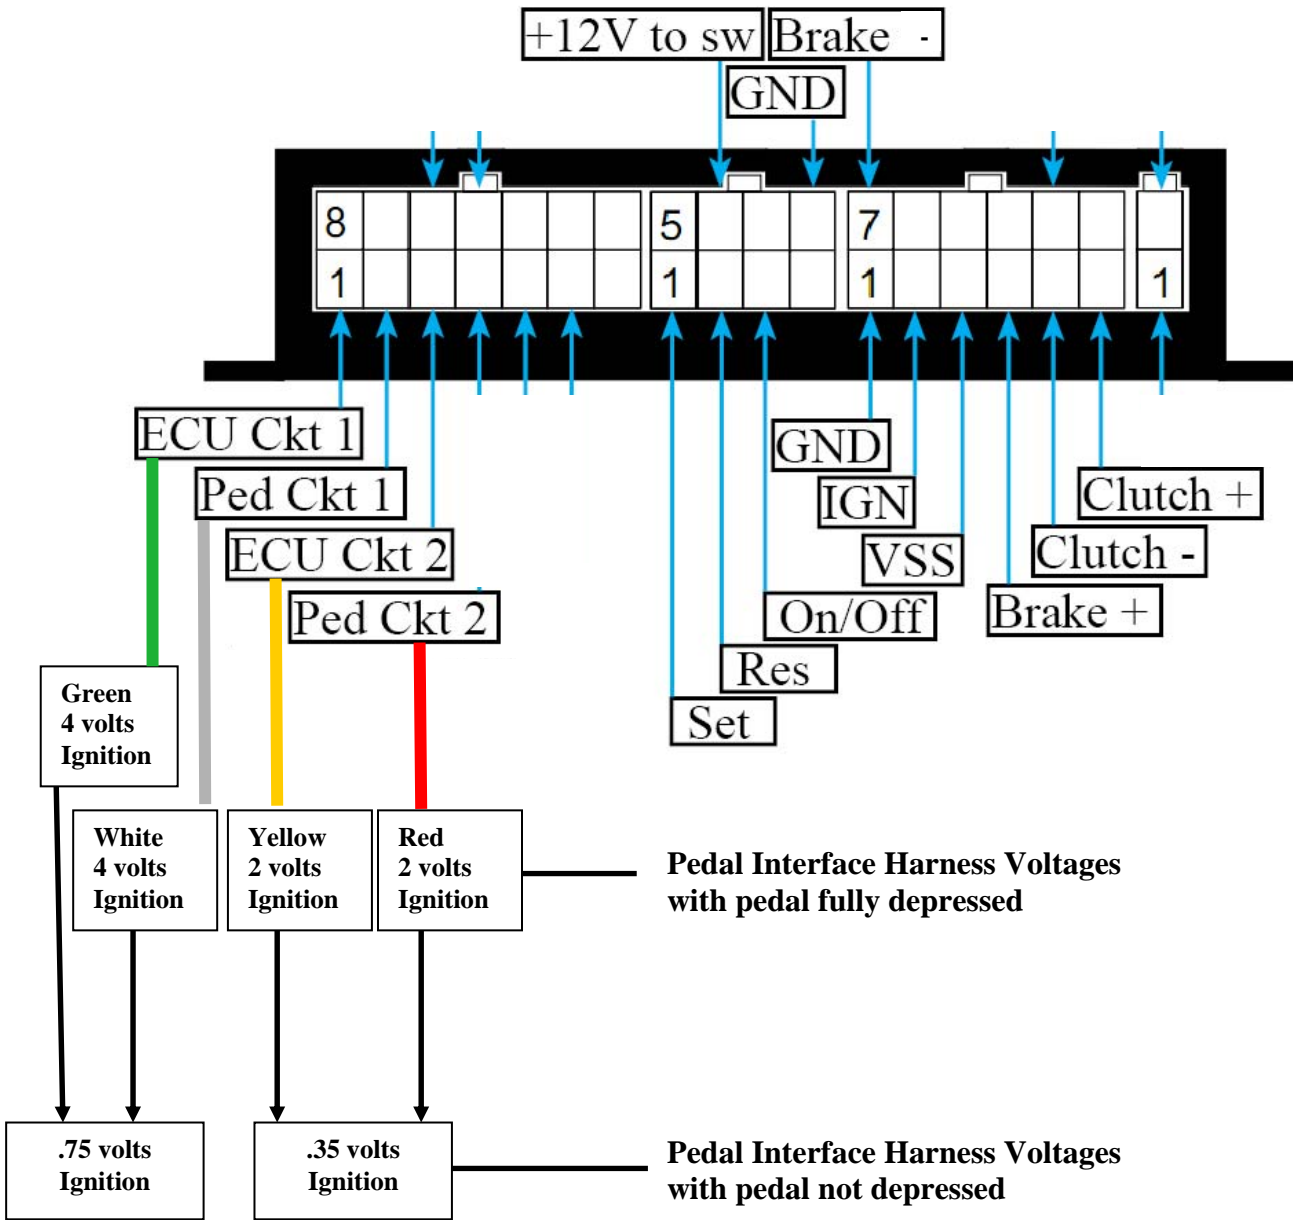 +12V to sw
Brake -
GND
8
5
7
1
1
1
1
ECU Ckt 1
Ped Ckt 1
ECU Ckt 2
Ped Ckt 2
GND
IGN
VSS
On/Off
Res
Set
Clutch +
Clutch -
Brake +
Green
4 volts
Ignition
White
4 volts
Ignition
Yellow
2 volts
Ignition
Red
2 volts
Ignition
Pedal Interface Harness Voltages
with pedal fully depressed
.75 volts
Ignition
.35 volts
Ignition
Pedal Interface Harness Voltages
with pedal not depressed